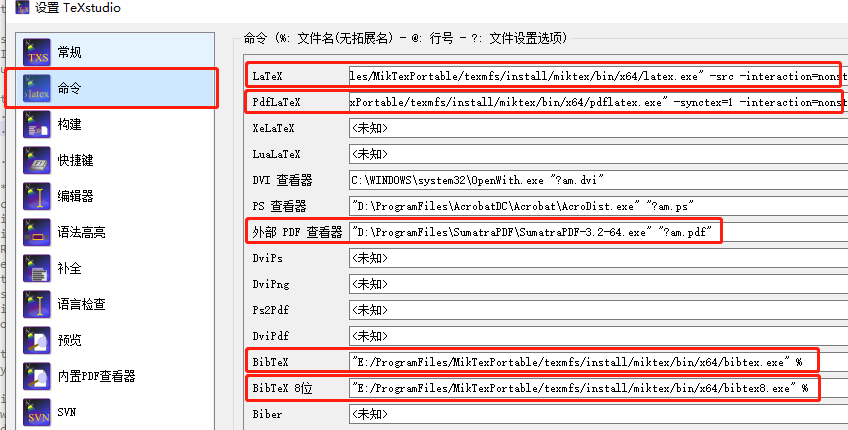 设置 TeXstudio
命令 (%: 文件名(无拓展名) - @: 行号 - ?: 文件设置选项)
TXS 常规
latex 命令
构建
快捷键
编辑器
语法高亮
补全
语言检查
预览
内置PDF查看器
SVN SVN
LaTeX les/MikTexPortable/texmfs/install/miktex/bin/x64/latex.exe" -src -interaction=nonst
PdfLaTeX xPortable/texmfs/install/miktex/bin/x64/pdflatex.exe" -synctex=1 -interaction=nonst
XeLaTeX <未知>
LuaLaTeX <未知>
DVI 查看器 C:\WINDOWS\system32\OpenWith.exe "?am.dvi"
PS 查看器 "D:\ProgramFiles\AcrobatDC\Acrobat\AcroDist.exe" "?am.ps"
外部 PDF 查看器 "D:\ProgramFiles\SumatraPDF\SumatraPDF-3.2-64.exe" "?am.pdf"
DviPs <未知>
DviPng <未知>
Ps2Pdf <未知>
DviPdf <未知>
BibTeX "E:/ProgramFiles/MikTexPortable/texmfs/install/miktex/bin/x64/bibtex.exe" %
BibTeX 8位 "E:/ProgramFiles/MikTexPortable/texmfs/install/miktex/bin/x64/bibtex8.exe" %
Biber <未知>